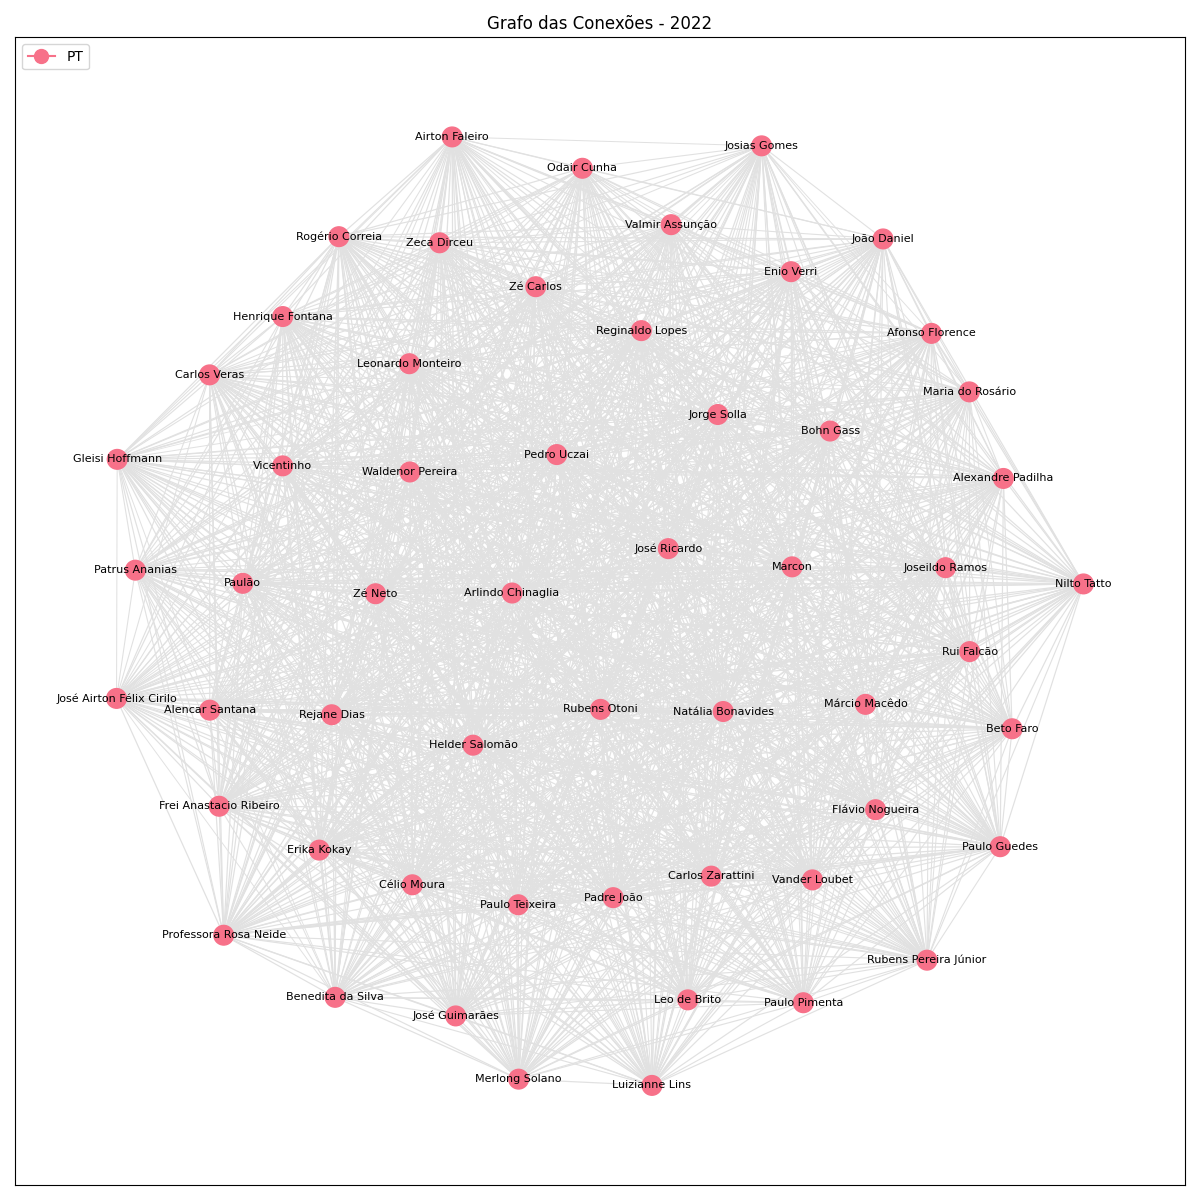 Grafo das Conexões - 2022
PT
Airton Faleiro
Josias Gomes
Odair Cunha
Valmir Assunção
Rogério Correia
João Daniel
Zeca Dirceu
Enio Verri
Zé Carlos
Henrique Fontana
Reginaldo Lopes
Afonso Florence
Leonardo Monteiro
Carlos Veras
Maria do Rosário
Jorge Solla
Bohn Gass
Pedro Uczai
Gleisi Hoffmann
Vicentinho
Waldenor Pereira
Alexandre Padilha
José Ricardo
Marcon
Joseildo Ramos
Patrus Ananias
Paulão
Nilto Tatto
Zé Neto
Arlindo Chinaglia
Rui Falcão
José Airton Félix Cirilo
Márcio Macêdo
Alencar Santana
Rubens Otoni
Natália Bonavides
Rejane Dias
Beto Faro
Helder Salomão
Frei Anastacio Ribeiro
Flávio Nogueira
Paulo Guedes
Erika Kokay
Carlos Zarattini
Vander Loubet
Célio Moura
Padre João
Paulo Teixeira
Professora Rosa Neide
Rubens Pereira Júnior
Benedita da Silva
Leo de Brito
Paulo Pimenta
José Guimarães
Merlong Solano
Luizianne Lins